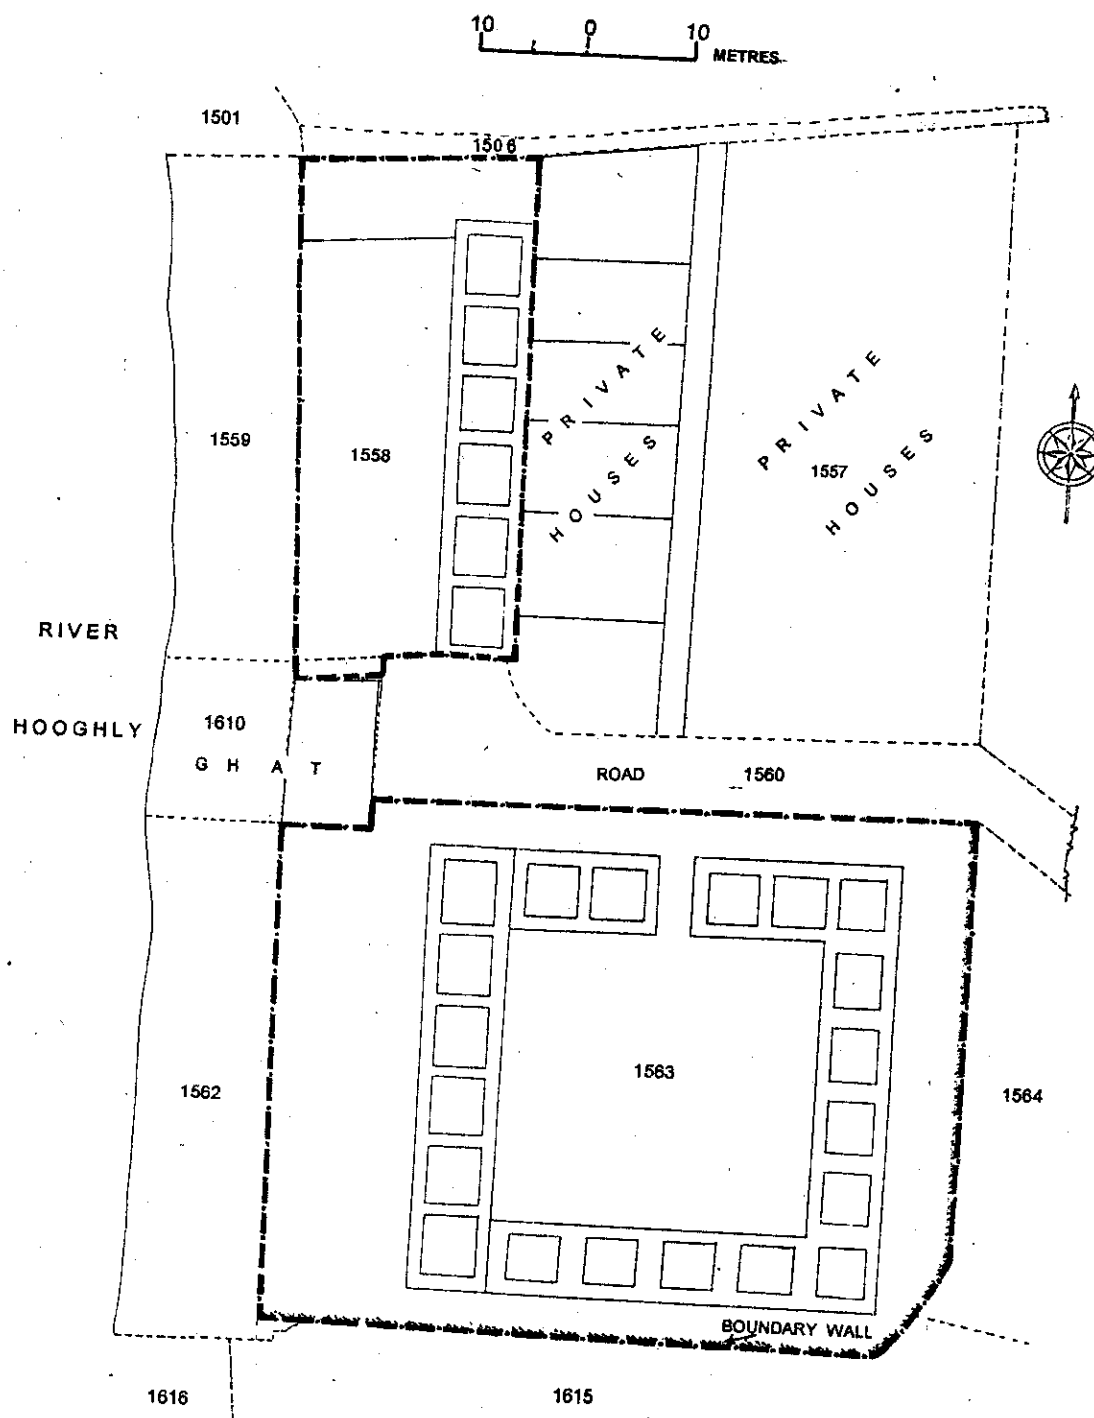 10 0 10
METRES
1501
1506
PRIVATE
HOUSES
PRIVATE
1557
HOUSES
1559
1558
RIVER
HOOGHLY
1610
GHAT
ROAD 1560
1563
1562
1564
BOUNDARY WALL
1616
1615